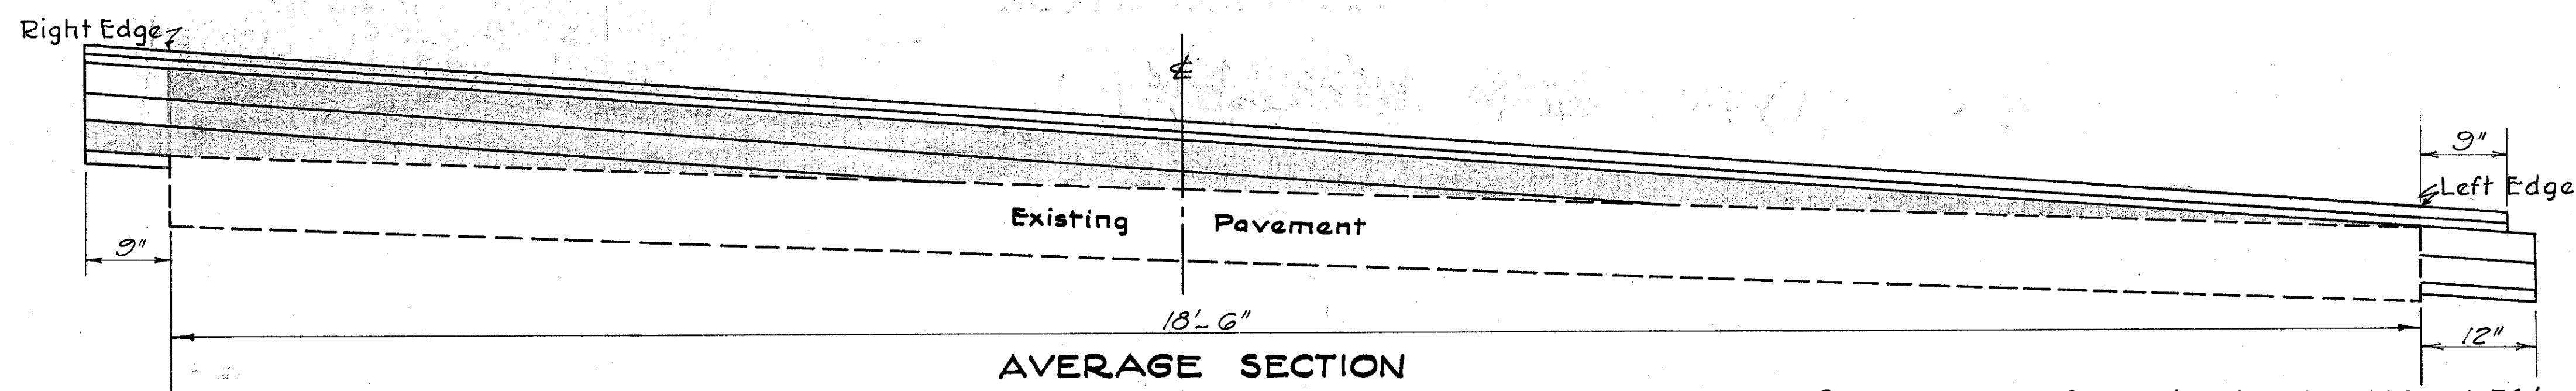 Right Edge
℄
9"
Left Edge
Existing Pavement
9"
18'-6"
12"
AVERAGE SECTION